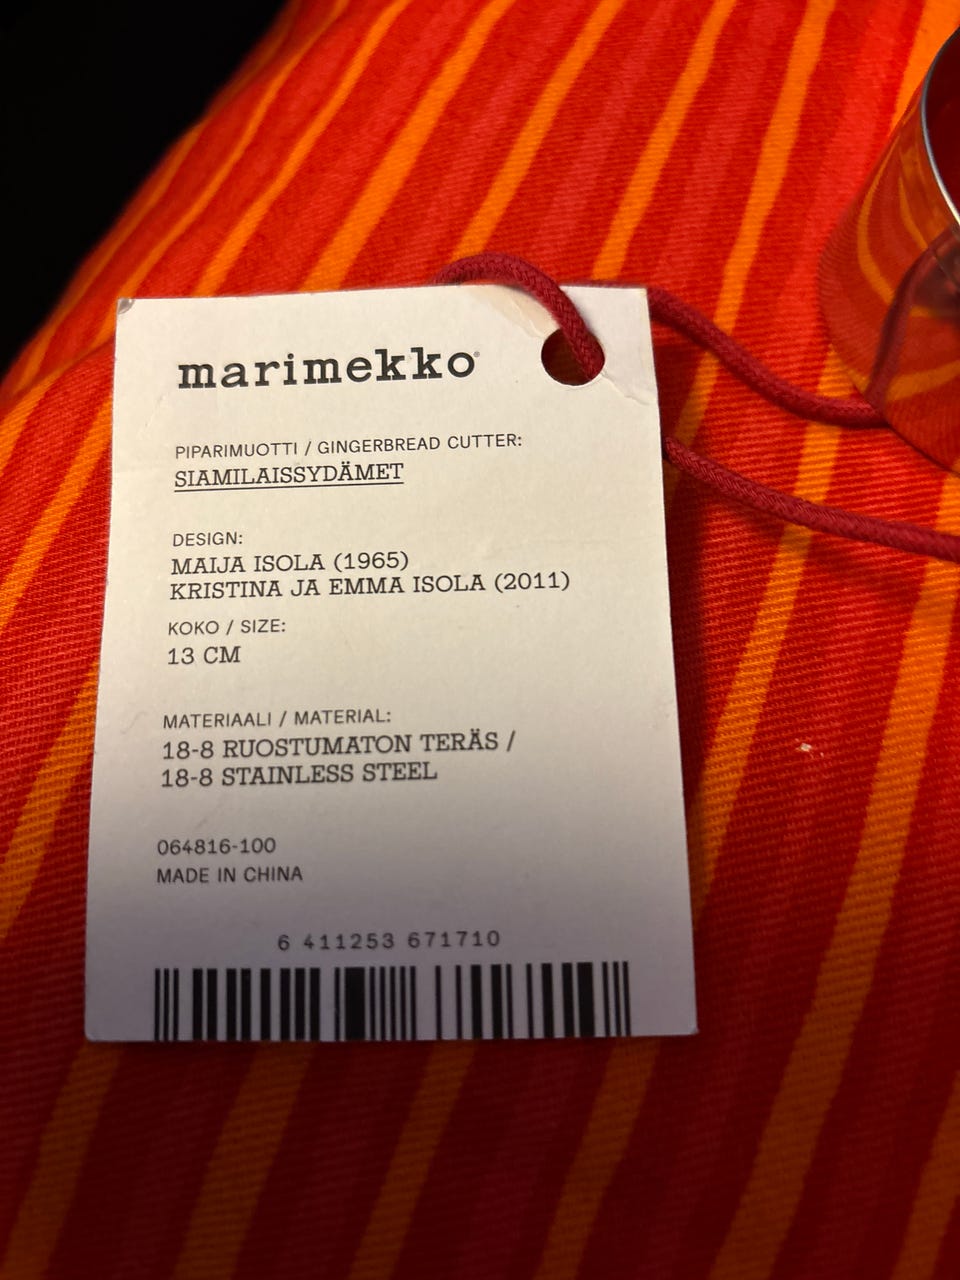 marimekko®
PIPARIMUOTTI / GINGERBREAD CUTTER:
SIAMILAISSYDÄMET
DESIGN:
MAIJA ISOLA (1965)
KRISTINA JA EMMA ISOLA (2011)
KOKO / SIZE:
13 CM
MATERIAALI / MATERIAL:
18-8 RUOSTUMATON TERÄS /
18-8 STAINLESS STEEL
064816-100
MADE IN CHINA
6 411253 671710